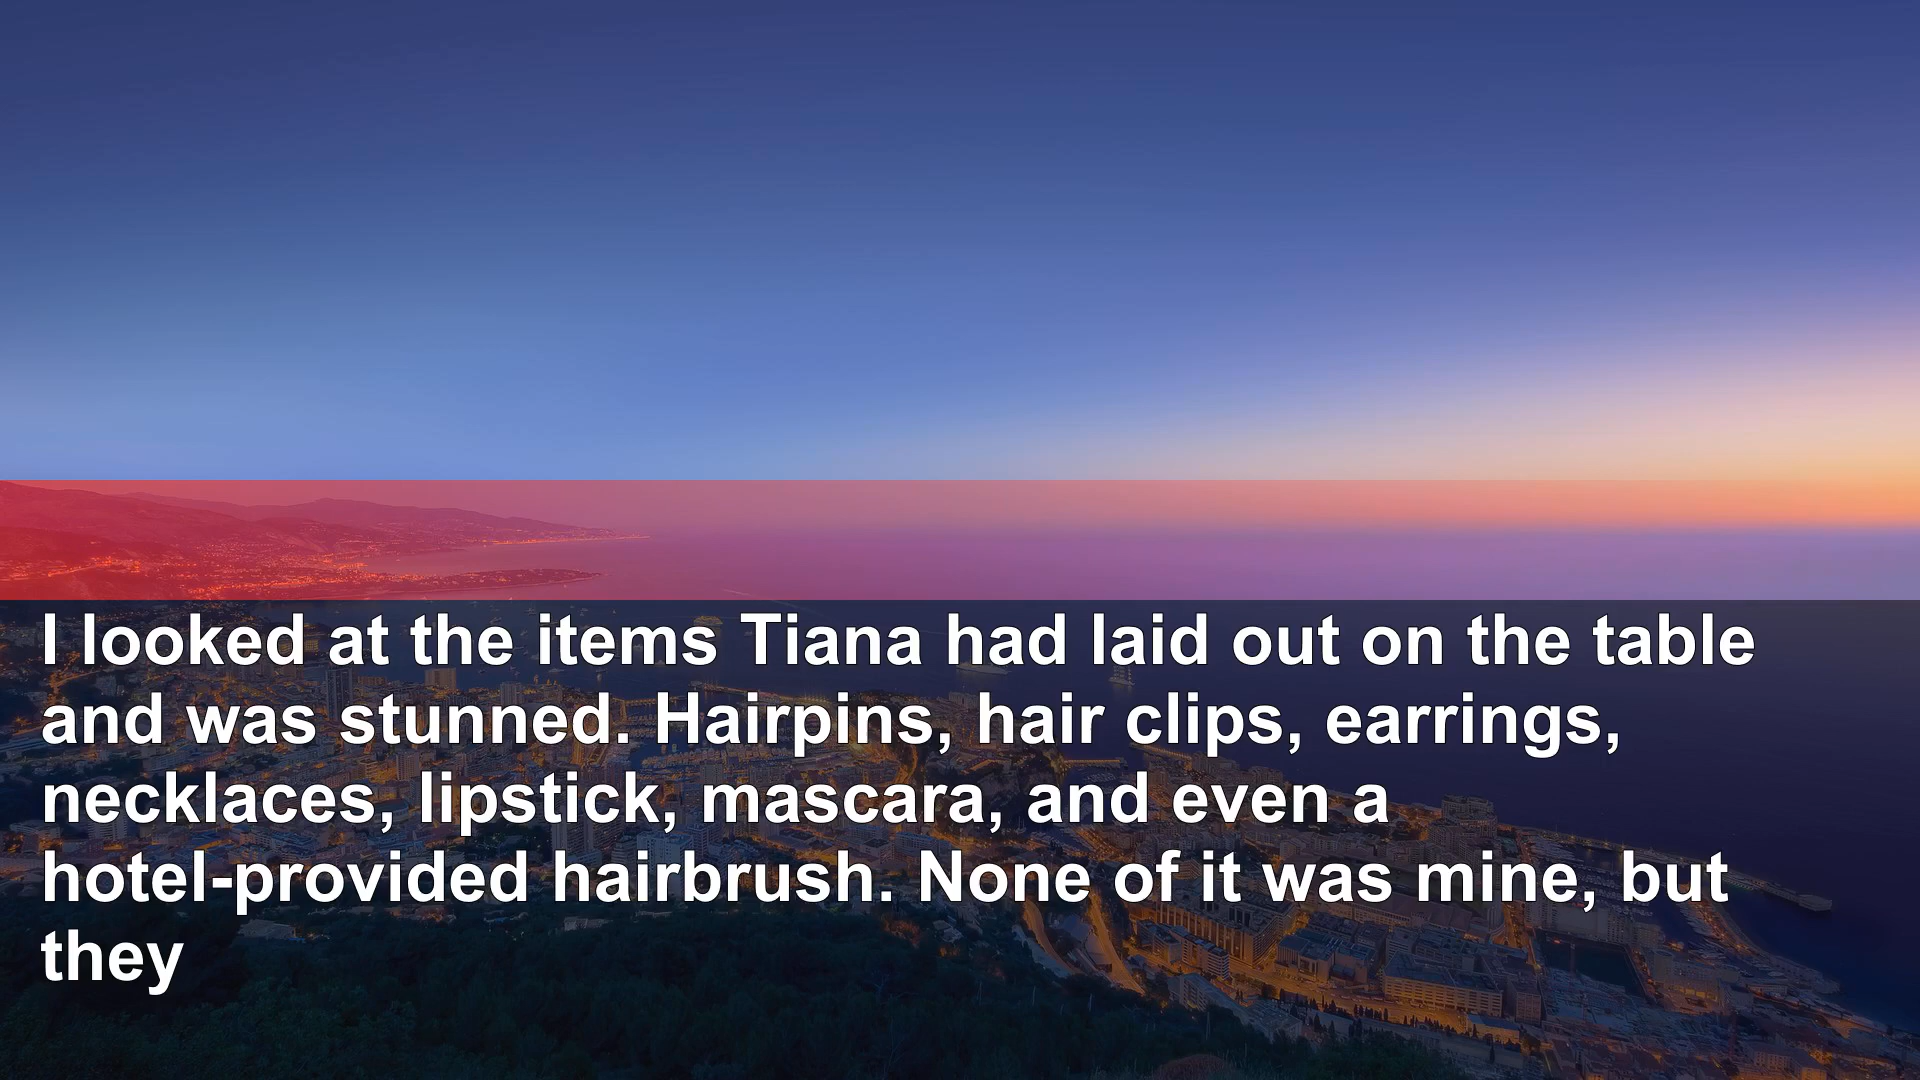 I looked at the items Tiana had laid out on the table
and was stunned. Hairpins, hair clips, earrings,
necklaces, lipstick, mascara, and even a
hotel-provided hairbrush. None of it was mine, but
they